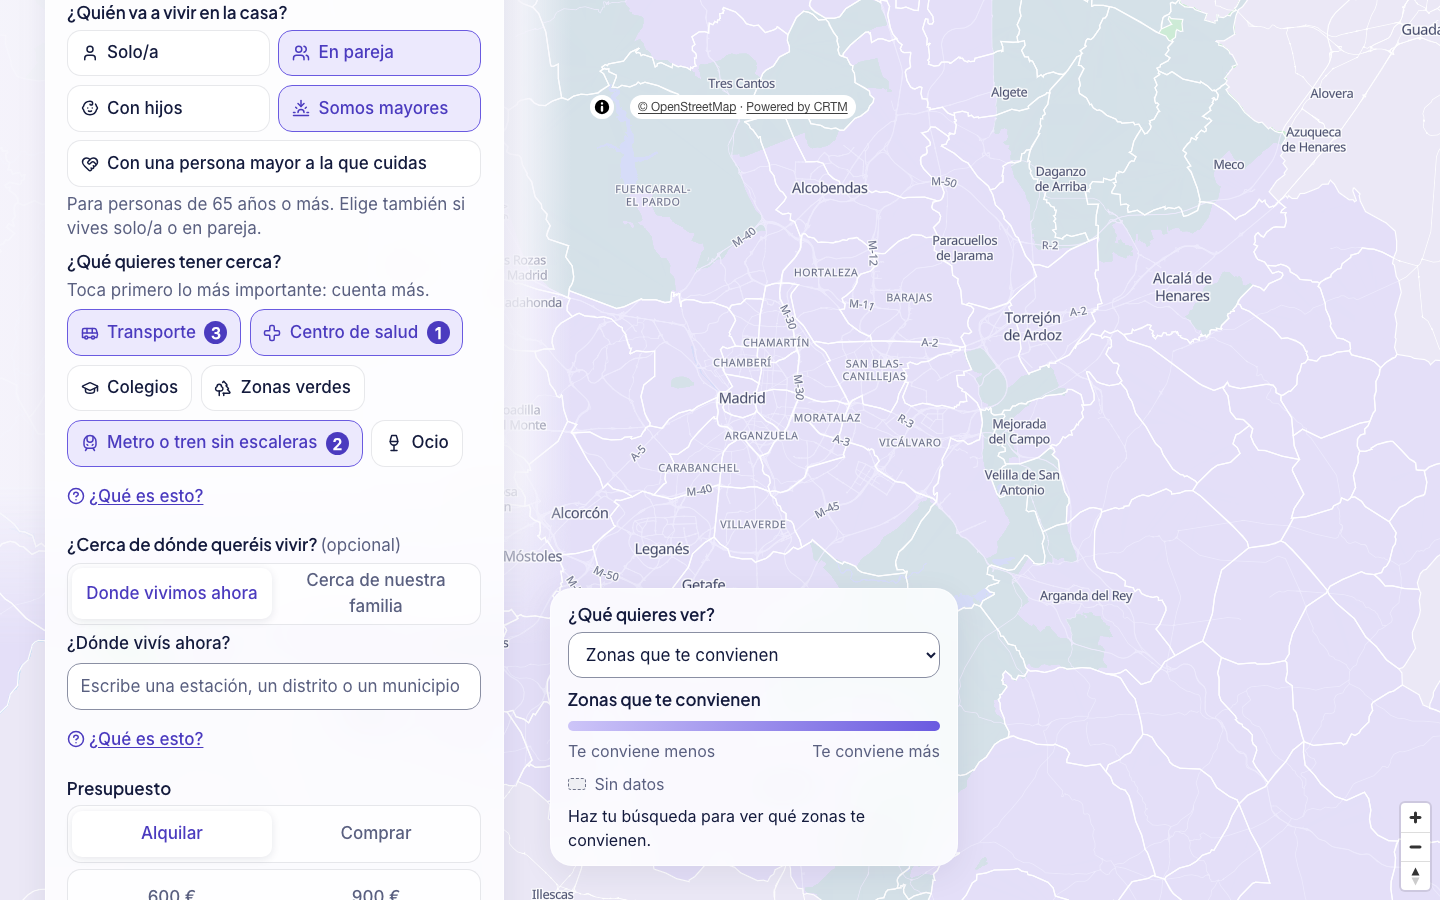 ¿Quién va a vivir en la casa?
Solo/a
En pareja
Con hijos
Somos mayores
Con una persona mayor a la que cuidas
Para personas de 65 años o más. Elige también si
vives solo/a o en pareja.
¿Qué quieres tener cerca?
Toca primero lo más importante: cuenta más.
Transporte 3
Centro de salud 1
Colegios
Zonas verdes
Metro o tren sin escaleras 2
Ocio
¿Qué es esto?
¿Cerca de dónde queréis vivir? (opcional)
Donde vivimos ahora
Cerca de nuestra
familia
¿Dónde vivís ahora?
Escribe una estación, un distrito o un municipio
¿Qué es esto?
Presupuesto
Alquilar
Comprar
600 €
900 €
Tres Cantos
© OpenStreetMap · Powered by CRTM
Algete
Alovera
Azuqueca
de Henares
Meco
Daganzo
de Arriba
FUENCARRAL-
EL PARDO
Alcobendas
M-50
M-40
M-12
Paracuellos
de Jarama
R-2
s Rozas
Madrid
HORTALEZA
Alcalá de
Henares
adahonda
M-11
BARAJAS
M-30
Torrejón
de Ardoz
A-2
CHAMARTÍN
A-2
CHAMBERÍ
SAN BLAS-
CANILLEJAS
M-30
Madrid
l Monte
MORATALAZ
R-3
Mejorada
del Campo
ARGANZUELA
A-3
VICÁLVARO
A-5
CARABANCHEL
Velilla de San
Antonio
M-40
Alcorcón
M-45
VILLAVERDE
Móstoles
Leganés
M-50
Getafe
Arganda del Rey
Illescas
¿Qué quieres ver?
Zonas que te convienen
Zonas que te convienen
Te conviene menos
Te conviene más
Sin datos
Haz tu búsqueda para ver qué zonas te
convienen.